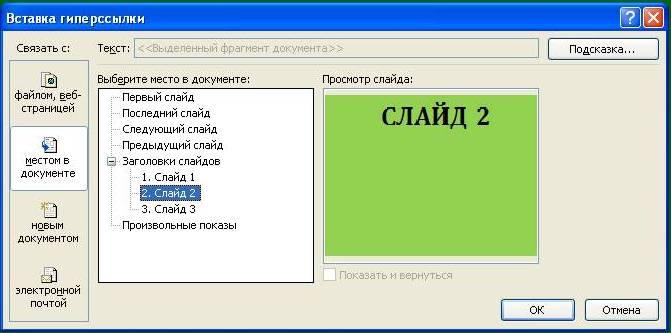 Вставка гиперссылки
Связать с:
Текст: <<Выделенный фрагмент документа>>
Подсказка...
файлом, веб-
страницей
местом в
документе
новым
документом
электронной
почтой
Выберите место в документе:
Первый слайд
Последний слайд
Следующий слайд
Предыдущий слайд
Заголовки слайдов
1. Слайд 1
2. Слайд 2
3. Слайд 3
Произвольные показы
Просмотр слайда:
СЛАЙД 2
Показать и вернуться
ОК
Отмена